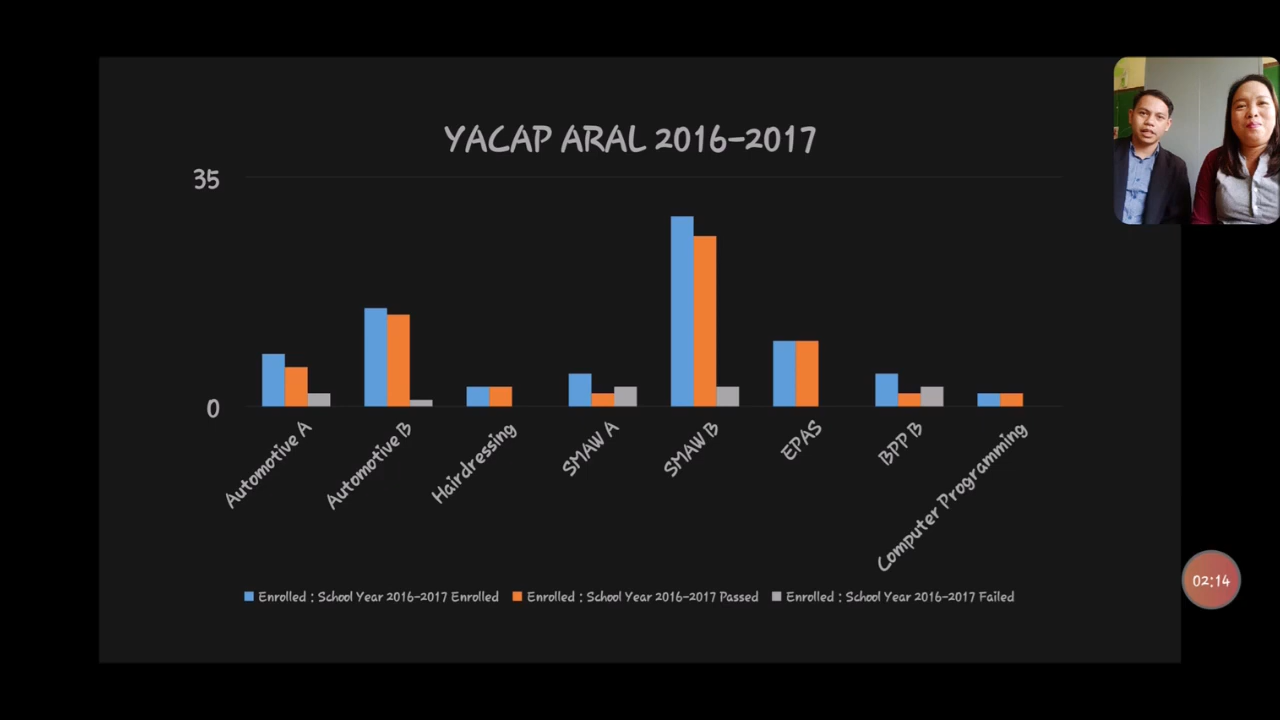 YACAP ARAL 2016-2017
35
0
Automotive A
Automotive B
Hairdressing
SMAW A
SMAW B
EPAS
BPP B
Computer Programming
Enrolled : School Year 2016-2017 Enrolled Enrolled : School Year 2016-2017 Passed Enrolled : School Year 2016-2017 Failed
02:14